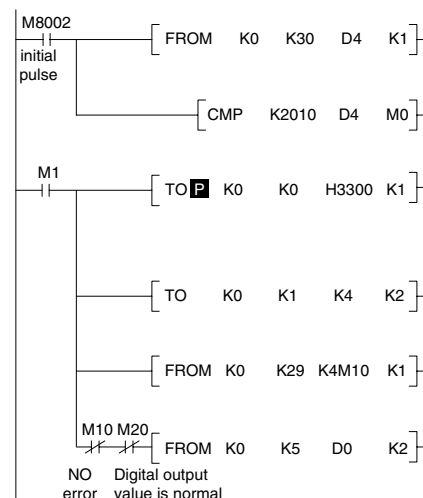 M8002
initial
pulse
FROM K0 K30 D4 K1
CMP K2010 D4 M0
M1
TO P K0 K0 H3300 K1
TO K0 K1 K4 K2
FROM K0 K29 K4M10 K1
M10 M20
FROM K0 K5 D0 K2
NO error
Digital output value is normal